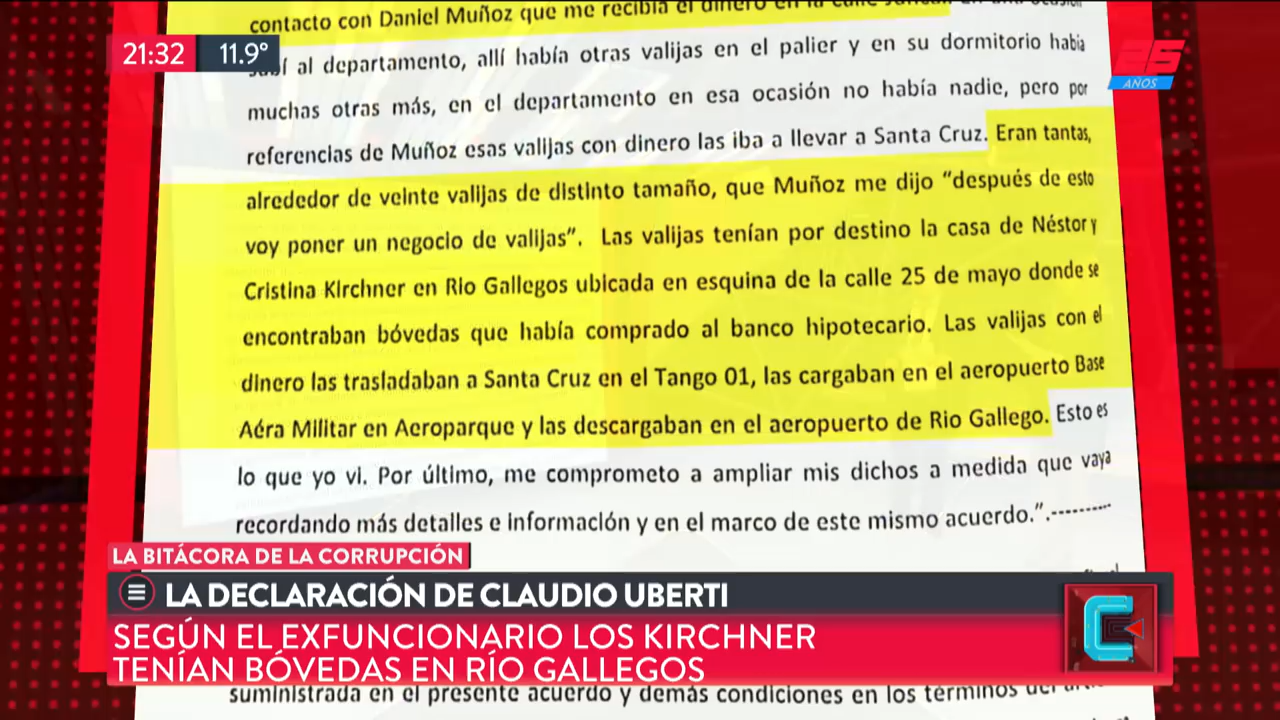 contacto con Daniel Muñoz que me recibía el dinero en la calle
21:32 11.9°
al departamento, allí había otras valijas en el palier y en su dormitorio había
25
AÑOS
muchas otras más, en el departamento en esa ocasión no había nadie, pero por
referencias de Muñoz esas valijas con dinero las iba a llevar a Santa Cruz. Eran tantas,
alrededor de veinte valijas de distinto tamaño, que Muñoz me dijo “después de esto
voy poner un negocio de valijas”. Las valijas tenían por destino la casa de Néstor y
Cristina Kirchner en Rio Gallegos ubicada en esquina de la calle 25 de mayo donde se
encontraban bóvedas que había comprado al banco hipotecario. Las valijas con el
dinero las trasladaban a Santa Cruz en el Tango 01, las cargaban en el aeropuerto Base
Aéra Militar en Aeroparque y las descargaban en el aeropuerto de Rio Gallego. Esto es
lo que yo vi. Por último, me comprometo a ampliar mis dichos a medida que vaya
recordando más detalles e información y en el marco de este mismo acuerdo.”.---------
LA BITÁCORA DE LA CORRUPCIÓN
LA DECLARACIÓN DE CLAUDIO UBERTI
SEGÚN EL EXFUNCIONARIO LOS KIRCHNER
TENÍAN BÓVEDAS EN RÍO GALLEGOS
suministrada en el presente acuerdo y demás condiciones en los términos del